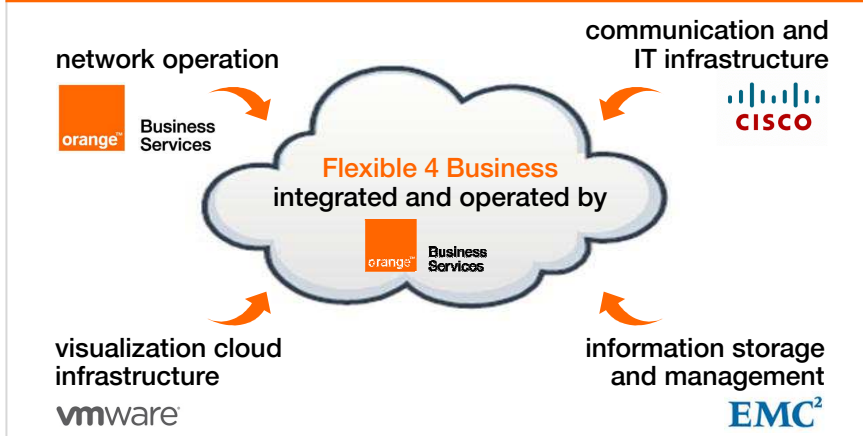 network operation
orange™ Business
Services
communication and
IT infrastructure
CISCO
Flexible 4 Business
integrated and operated by
orange™ Business
Services
visualization cloud
infrastructure
vmware®
information storage
and management
EMC²